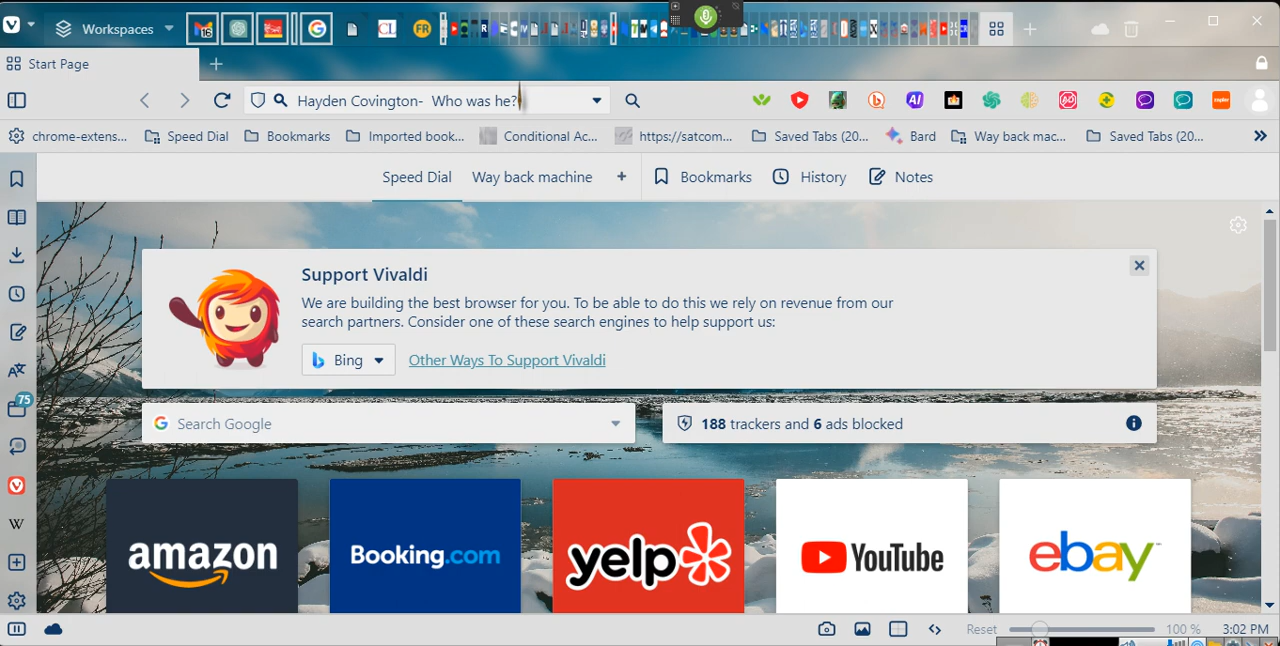 Workspaces
16
CL
FR
Start Page
Hayden Covington-  Who was he?
AI
zapier
chrome-extens...
Speed Dial
Bookmarks
Imported book...
Conditional Ac...
https://satcom...
Saved Tabs (20...
Bard
Way back mac...
Saved Tabs (20...
Speed Dial
Way back machine
Bookmarks
History
Notes
Support Vivaldi
We are building the best browser for you. To be able to do this we rely on revenue from our
search partners. Consider one of these search engines to help support us:
Bing
Other Ways To Support Vivaldi
75
Search Google
188 trackers and 6 ads blocked
W
amazon
Booking.com
yelp
YouTube
ebay
Reset
100 %
3:02 PM